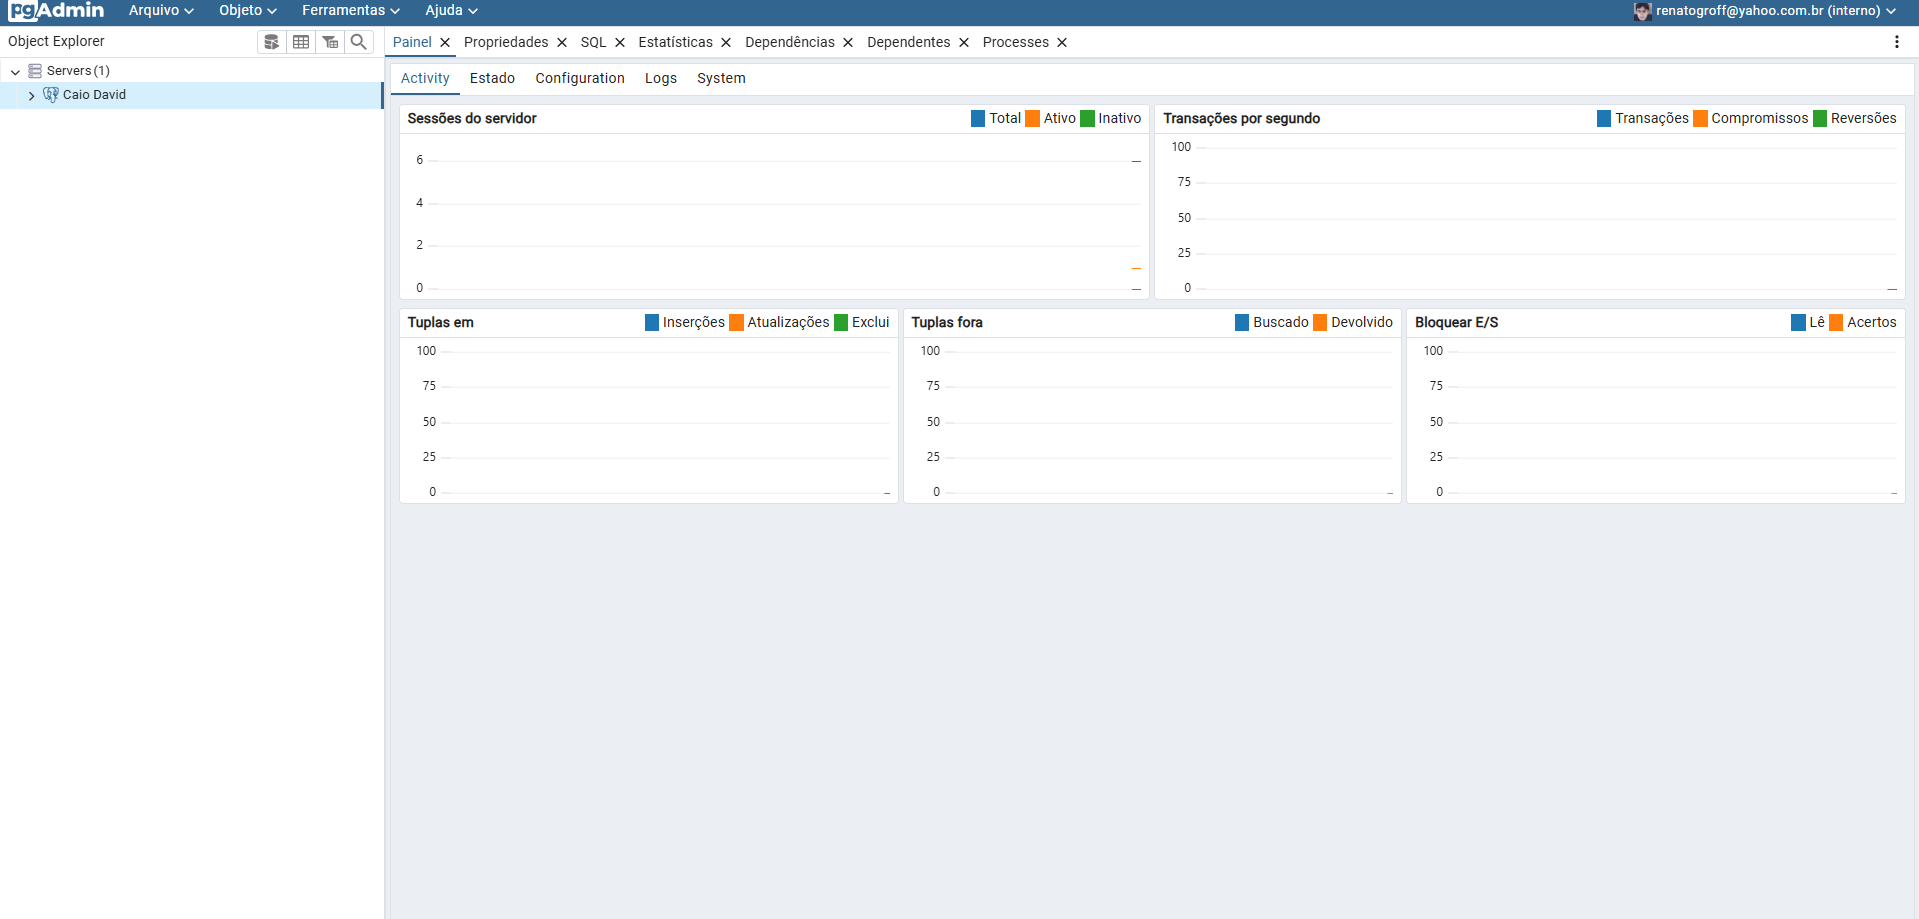 pgAdmin Arquivo Objeto Ferramentas Ajuda renatogroff@yahoo.com.br (interno)
Object Explorer
Servers (1)
Caio David
Painel Propriedades SQL Estatísticas Dependências Dependentes Processes
Activity Estado Configuration Logs System
Sessões do servidor Total Ativo Inativo
6
4
2
0
Transações por segundo Transações Compromissos Reversões
100
75
50
25
0
Tuplas em Inserções Atualizações Exclui
100
75
50
25
0
Tuplas fora Buscado Devolvido
100
75
50
25
0
Bloquear E/S Lê Acertos
100
75
50
25
0